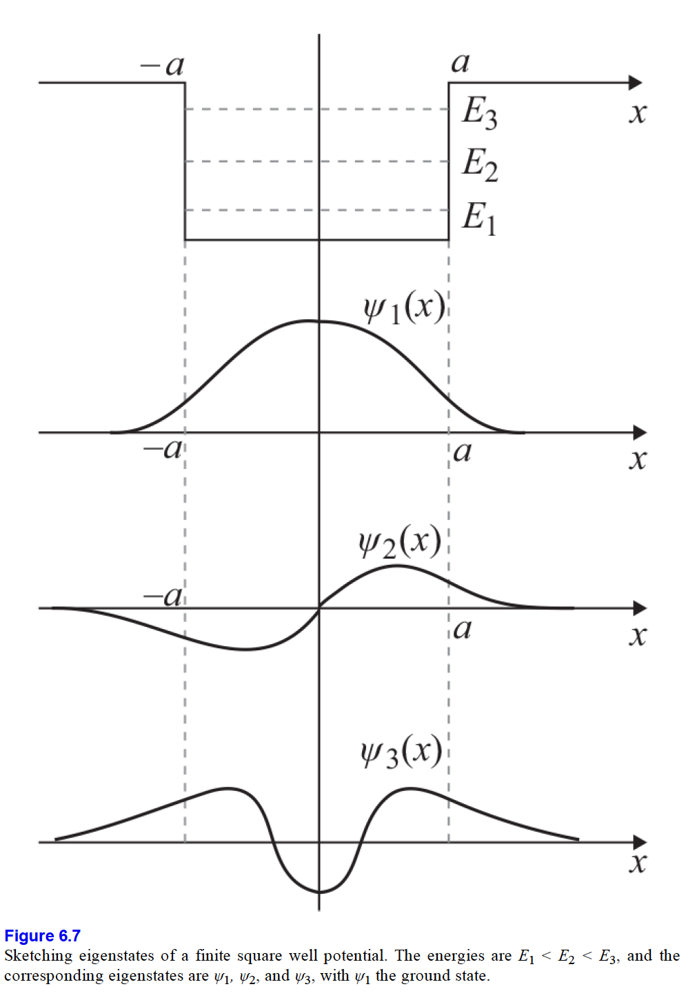 −a a
E₃ x
E₂
E₁
ψ₁(x)
−a a x
ψ₂(x)
−a
a x
ψ₃(x)
x
Figure 6.7
Sketching eigenstates of a finite square well potential. The energies are E₁ < E₂ < E₃, and the
corresponding eigenstates are ψ₁, ψ₂, and ψ₃, with ψ₁ the ground state.